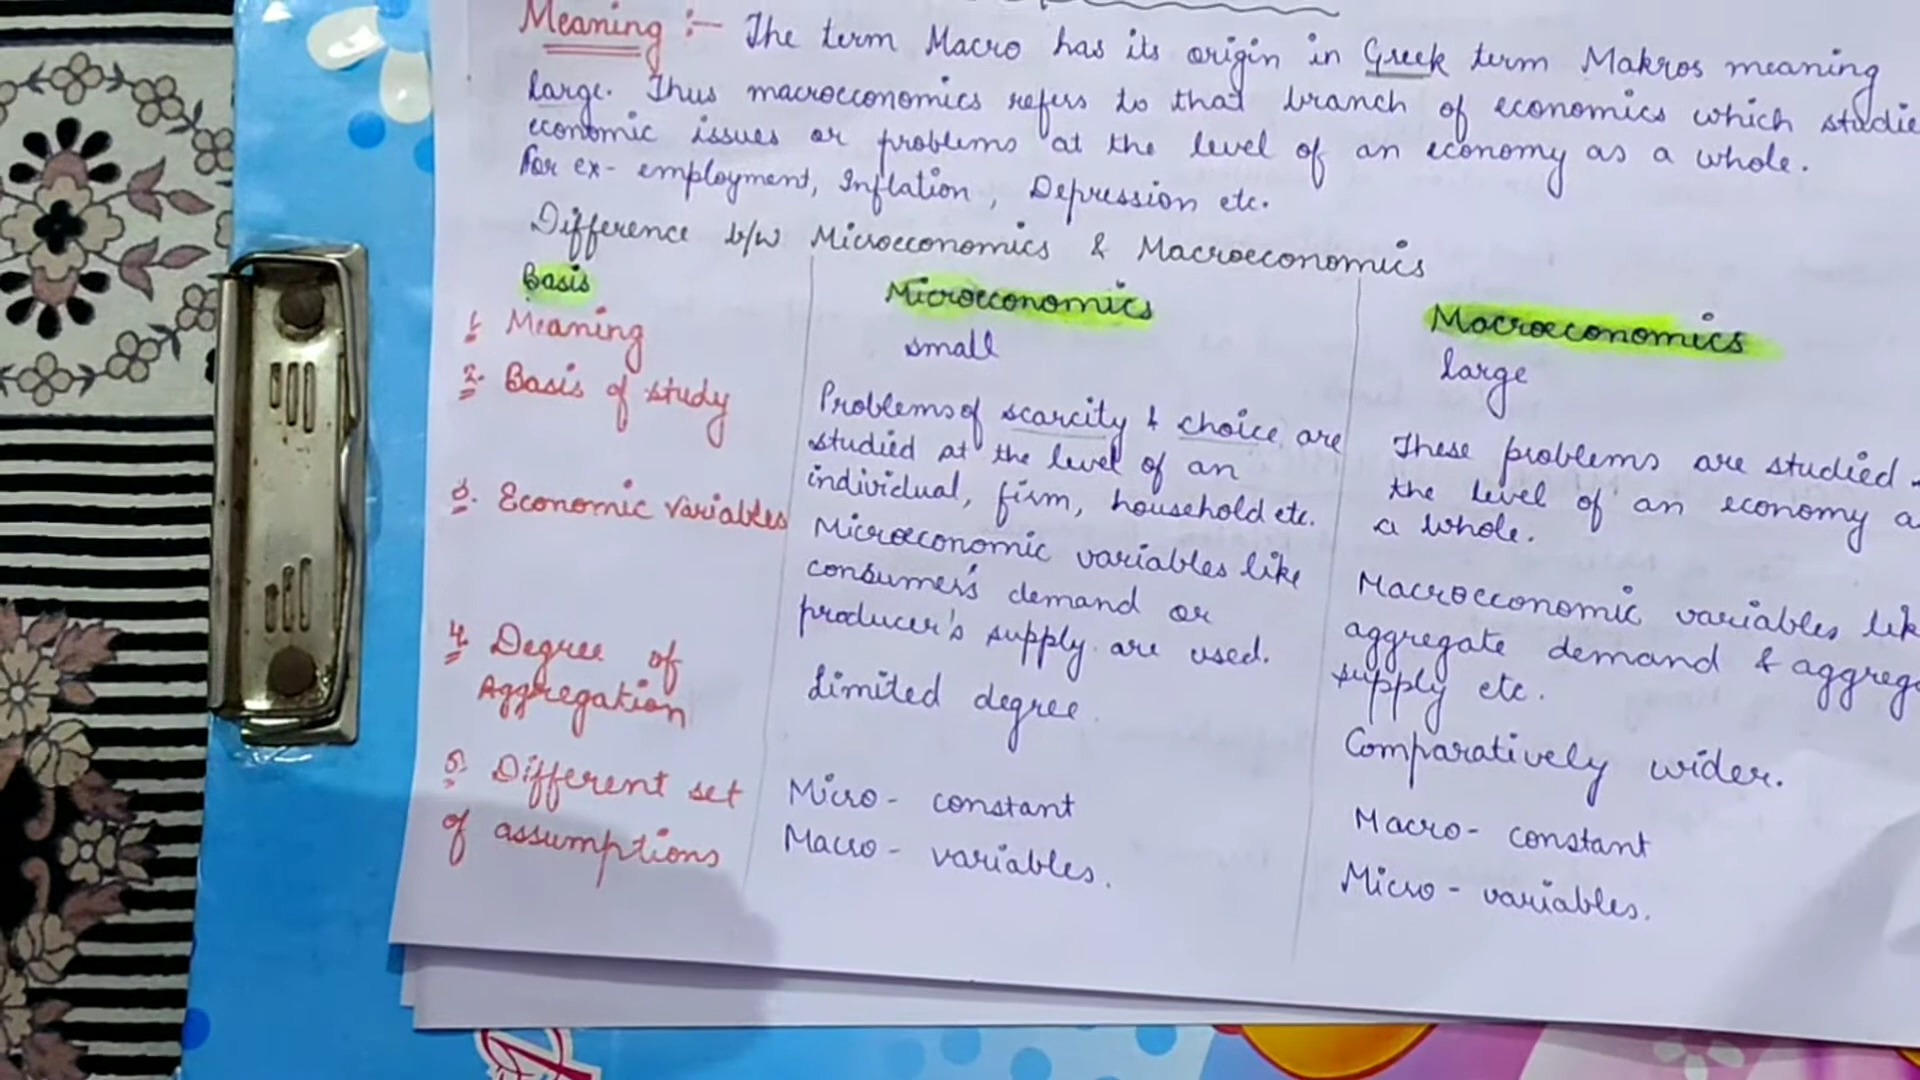 Meaning :- The term Macro has its origin in Greek term Makros meaning
large. Thus macroeconomics refers to that branch of economics which studie
economic issues or problems at the level of an economy as a whole.
For ex- employment, Inflation, Depression etc.
Difference b/w Microeconomics & Macroeconomics
Basis
Microeconomics
Macroeconomics
1. Meaning
small
large
2. Basis of study
Problems of scarcity & choice are
studied at the level of an
individual, firm, household etc.
These problems are studied
the level of an economy a
a whole.
3. Economic variables
Microeconomic variables like
consumer's demand or
producer's supply are used.
Macroeconomic variables lik
aggregate demand & aggreg
supply etc.
4. Degree of
Aggregation
Limited degree.
Comparatively wider.
5. Different set
of assumptions
Micro - constant
Macro - variables.
Macro - constant
Micro - variables.